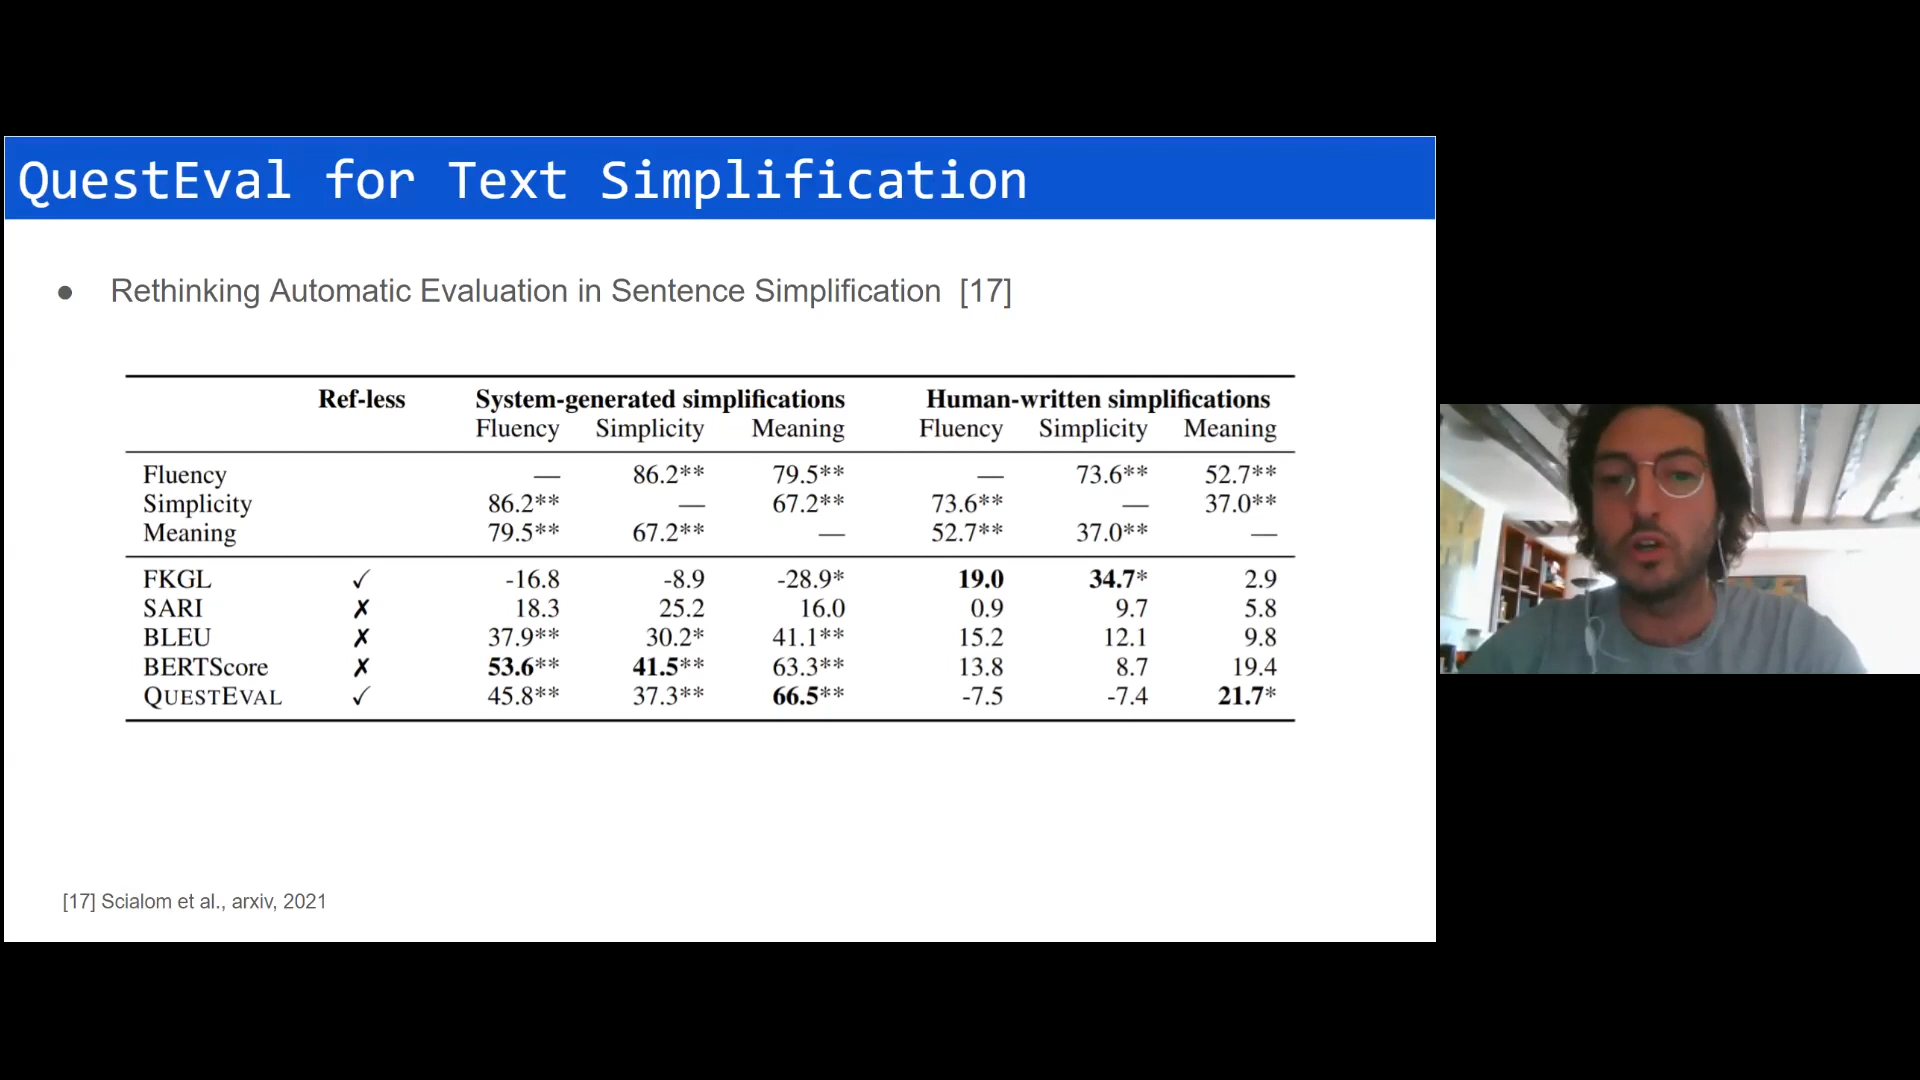 QuestEval for Text Simplification
● Rethinking Automatic Evaluation in Sentence Simplification [17]
Ref-less System-generated simplifications Human-written simplifications
Fluency Simplicity Meaning Fluency Simplicity Meaning
Fluency — 86.2** 79.5** — 73.6** 52.7**
Simplicity 86.2** — 67.2** 73.6** — 37.0**
Meaning 79.5** 67.2** — 52.7** 37.0** —
FKGL ✓ -16.8 -8.9 -28.9* 19.0 34.7* 2.9
SARI ✗ 18.3 25.2 16.0 0.9 9.7 5.8
BLEU ✗ 37.9** 30.2* 41.1** 15.2 12.1 9.8
BERTScore ✗ 53.6** 41.5** 63.3** 13.8 8.7 19.4
QUESTEVAL ✓ 45.8** 37.3** 66.5** -7.5 -7.4 21.7*
[17] Scialom et al., arxiv, 2021